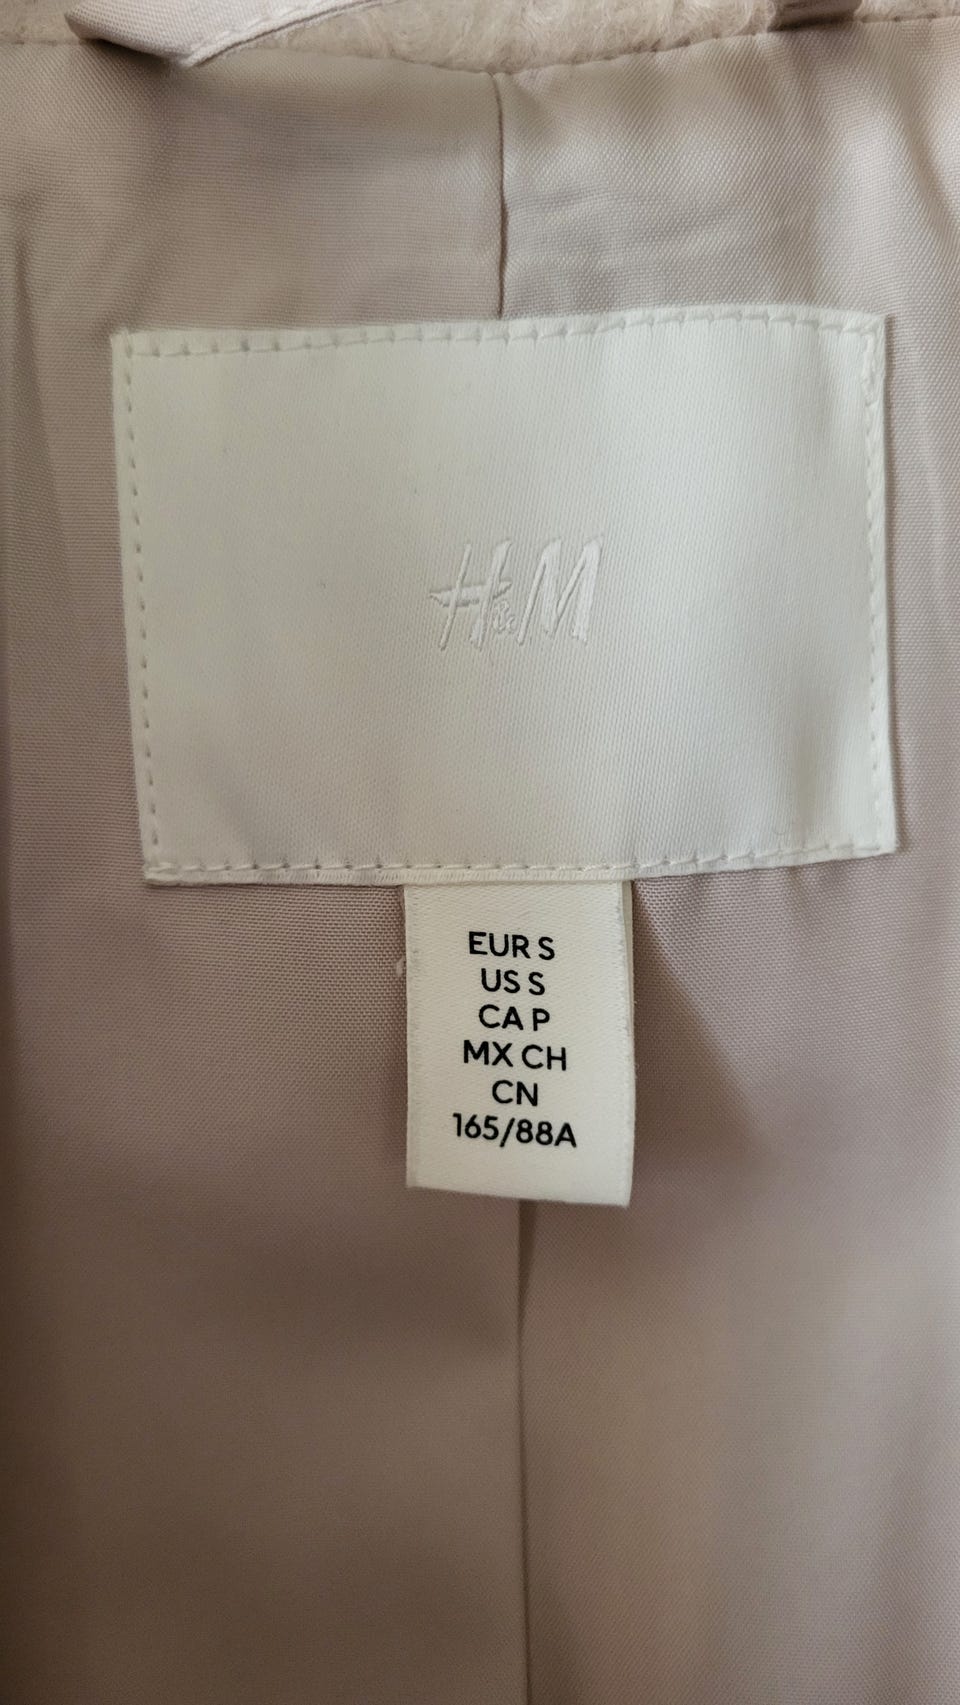 H&M
EUR S
US S
CA P
MX CH
CN
165/88A